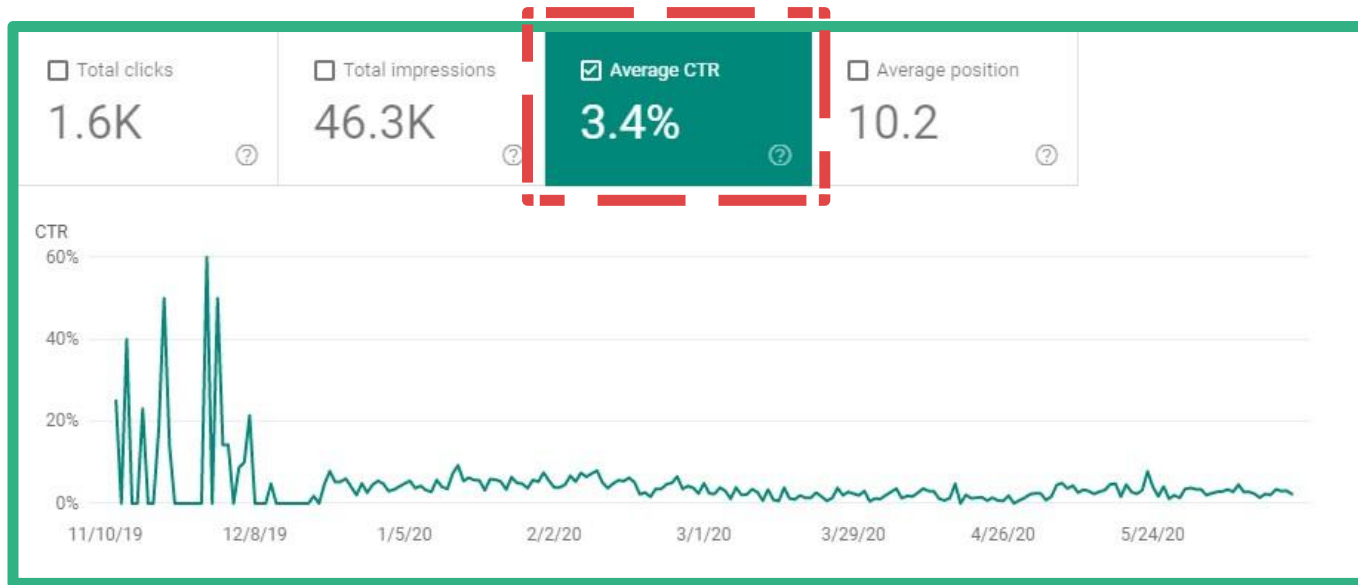 Total clicks
1.6K
Total impressions
46.3K
Average CTR
3.4%
Average position
10.2
CTR
60%
40%
20%
0%
11/10/19 12/8/19 1/5/20 2/2/20 3/1/20 3/29/20 4/26/20 5/24/20